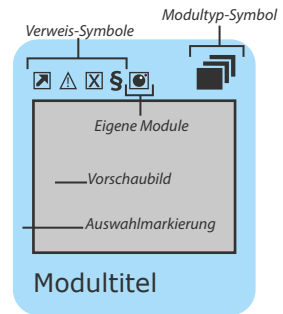 Modultyp-Symbol
Verweis-Symbole
X §
Eigene Module
Vorschaubild
Auswahlmarkierung
Modultitel